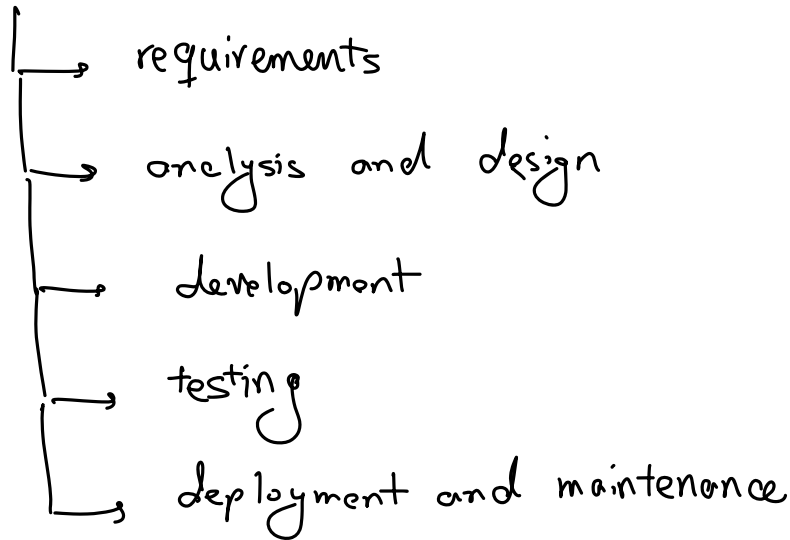 requirements
analysis and design
development
testing
deployment and maintenance